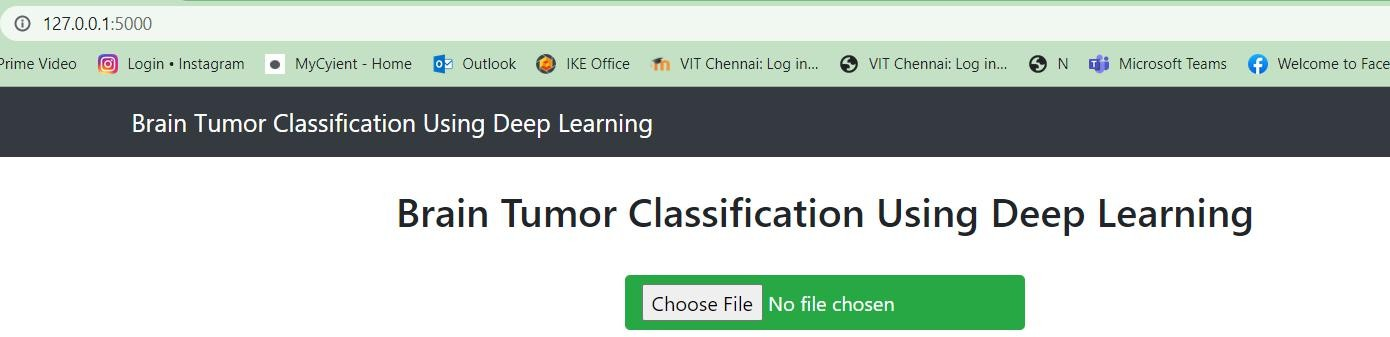 127.0.0.1:5000
Prime Video Login • Instagram MyCyient - Home Outlook IKE Office VIT Chennai: Log in... VIT Chennai: Log in... N Microsoft Teams Welcome to Face
Brain Tumor Classification Using Deep Learning
Brain Tumor Classification Using Deep Learning
Choose File No file chosen